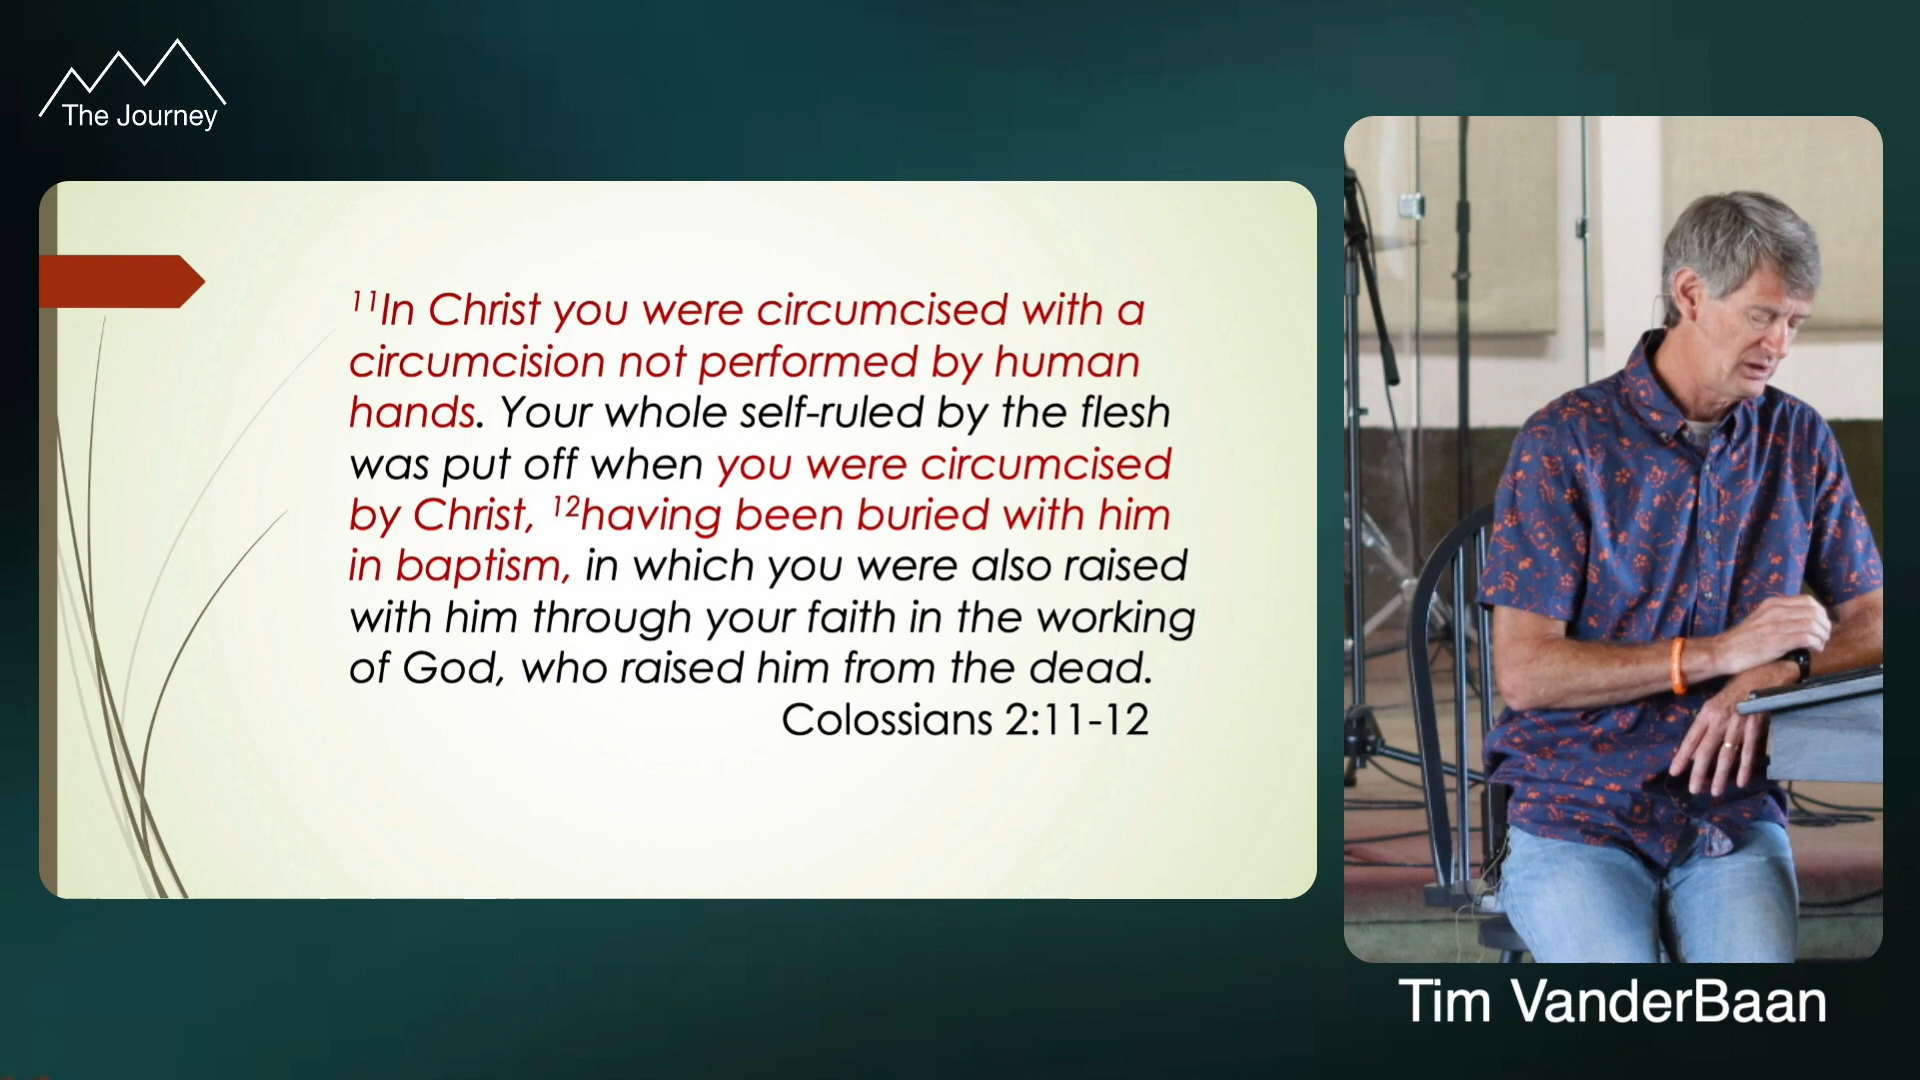 The Journey
¹¹In Christ you were circumcised with a
circumcision not performed by human
hands. Your whole self-ruled by the flesh
was put off when you were circumcised
by Christ, ¹²having been buried with him
in baptism, in which you were also raised
with him through your faith in the working
of God, who raised him from the dead.
Colossians 2:11-12
Tim VanderBaan